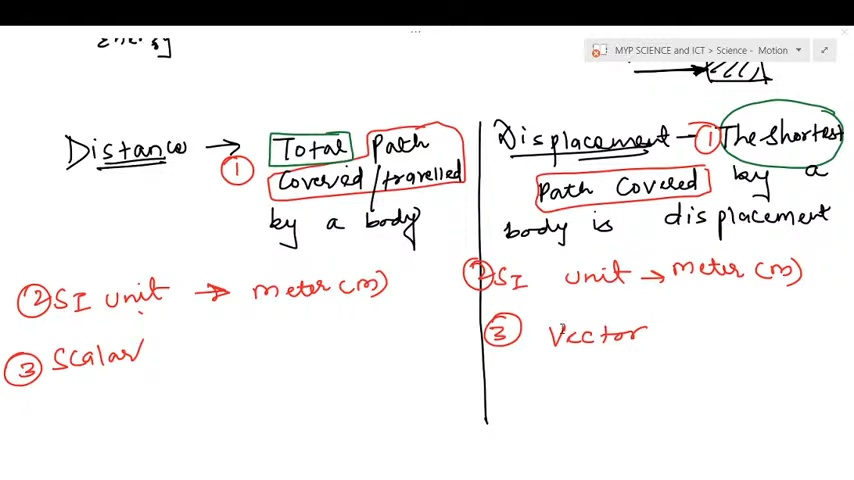 Energy
MYP SCIENCE and ICT > Science - Motion
Distance → Total Path
① Covered/travelled
by a body
② SI unit → meter (m)
③ Scalar
Displacement — ① The shortest
Path Covered by a
body is displacement
② SI unit → meter (m)
③ Vector